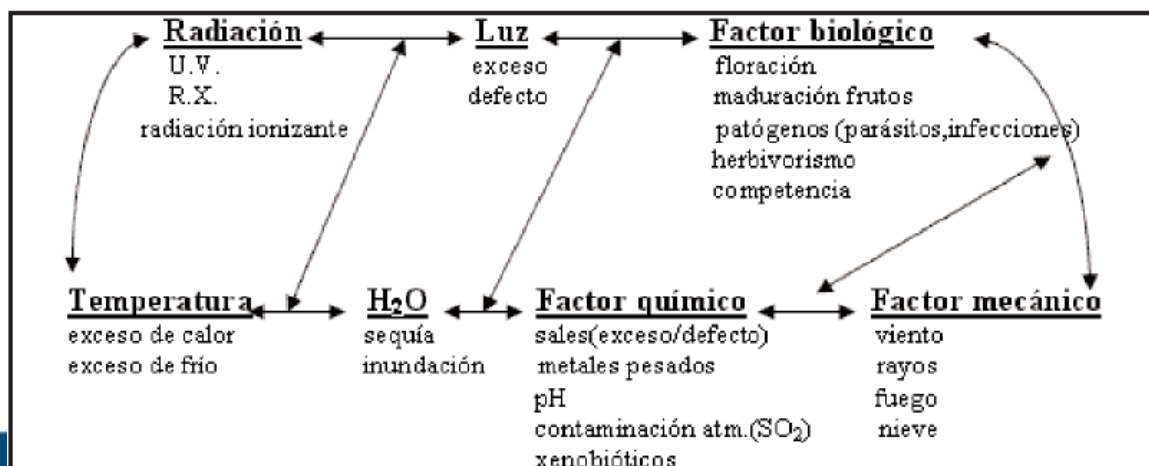 Radiación
U.V.
R.X.
radiación ionizante
Luz
exceso
defecto
Factor biológico
floración
maduración frutos
patógenos (parásitos,infecciones)
herbivorismo
competencia
Temperatura
exceso de calor
exceso de frío
H₂O
sequía
inundación
Factor químico
sales(exceso/defecto)
metales pesados
pH
contaminación atm.(SO₂)
xenobióticos
Factor mecánico
viento
rayos
fuego
nieve